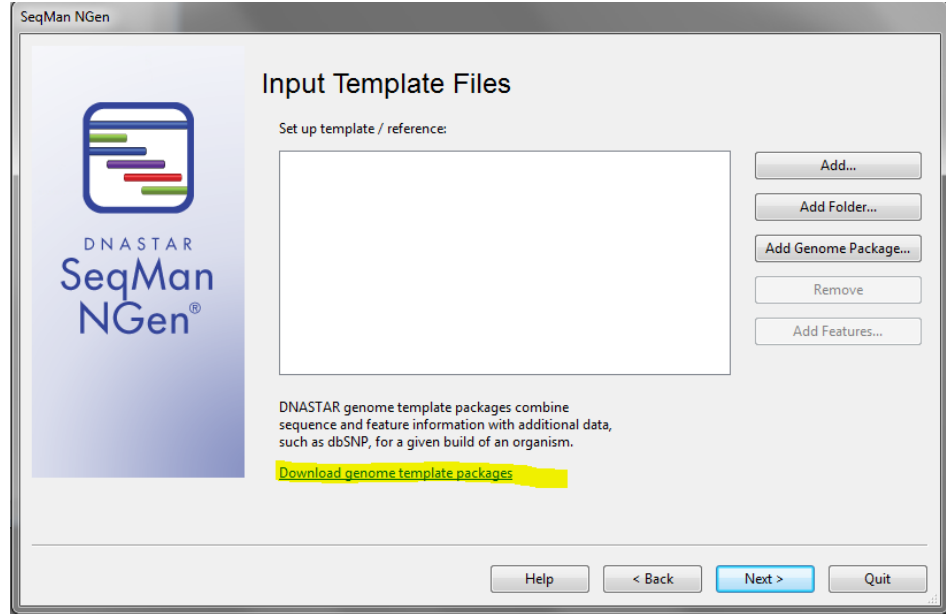 SeqMan NGen
Input Template Files
Set up template / reference:
Add...
Add Folder...
Add Genome Package...
Remove
Add Features...
DNASTAR
SeqMan
NGen®
DNASTAR genome template packages combine
sequence and feature information with additional data,
such as dbSNP, for a given build of an organism.
Download genome template packages
Help
< Back
Next >
Quit